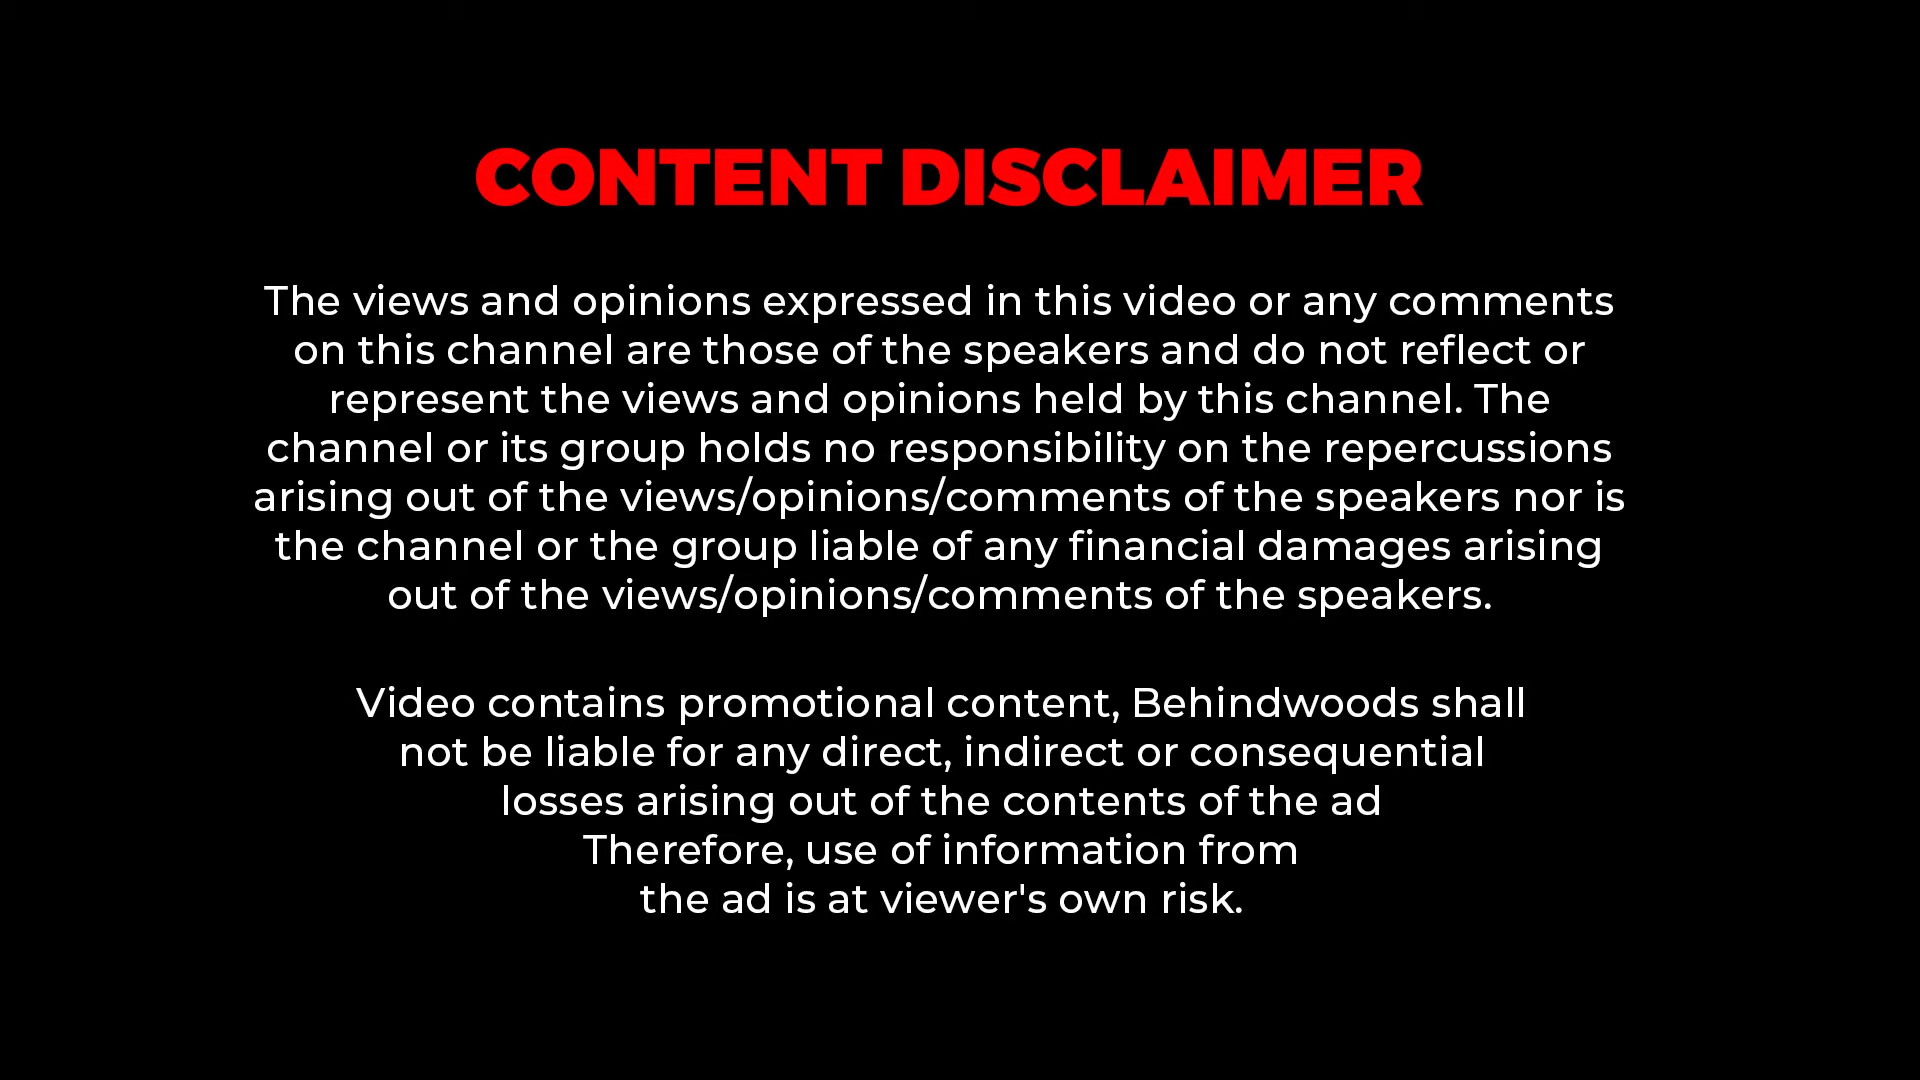 CONTENT DISCLAIMER
The views and opinions expressed in this video or any comments
on this channel are those of the speakers and do not reflect or
represent the views and opinions held by this channel. The
channel or its group holds no responsibility on the repercussions
arising out of the views/opinions/comments of the speakers nor is
the channel or the group liable of any financial damages arising
out of the views/opinions/comments of the speakers.
Video contains promotional content, Behindwoods shall
not be liable for any direct, indirect or consequential
losses arising out of the contents of the ad
Therefore, use of information from
the ad is at viewer's own risk.